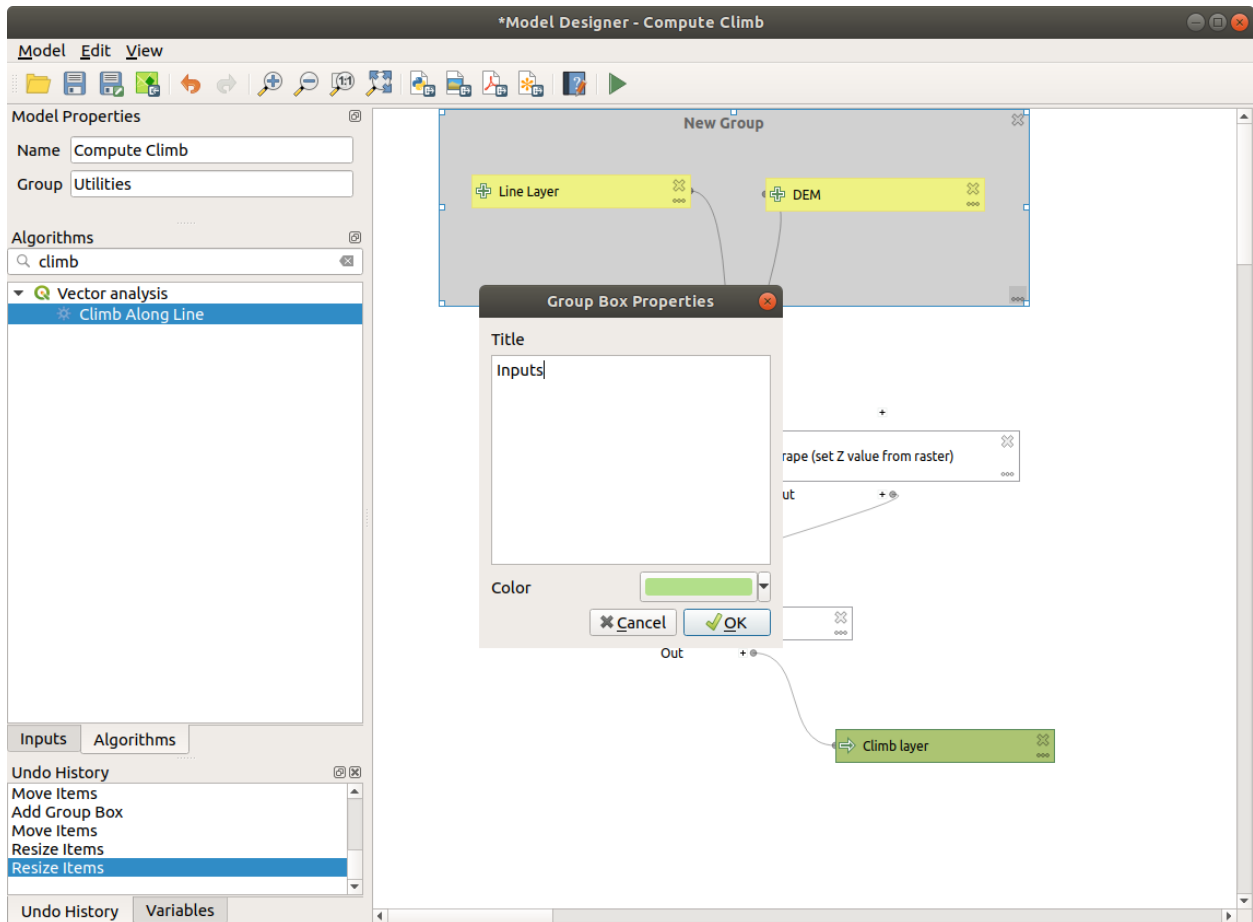 *Model Designer - Compute Climb
Model Edit View
Model Properties
Name Compute Climb
Group Utilities
Algorithms
climb
Vector analysis
Climb Along Line
Inputs Algorithms
Undo History
Move Items
Add Group Box
Move Items
Resize Items
Resize Items
Undo History Variables
New Group
Line Layer
DEM
Group Box Properties
Title
Inputs
Color
Cancel OK
+
rape (set Z value from raster)
ut +
Out +
Climb layer